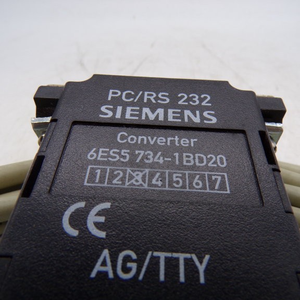 PC/RS 232
SIEMENS
Converter
6ES5 734-1BD20
1 2 3 4 5 6 7
CE
AG/TTY